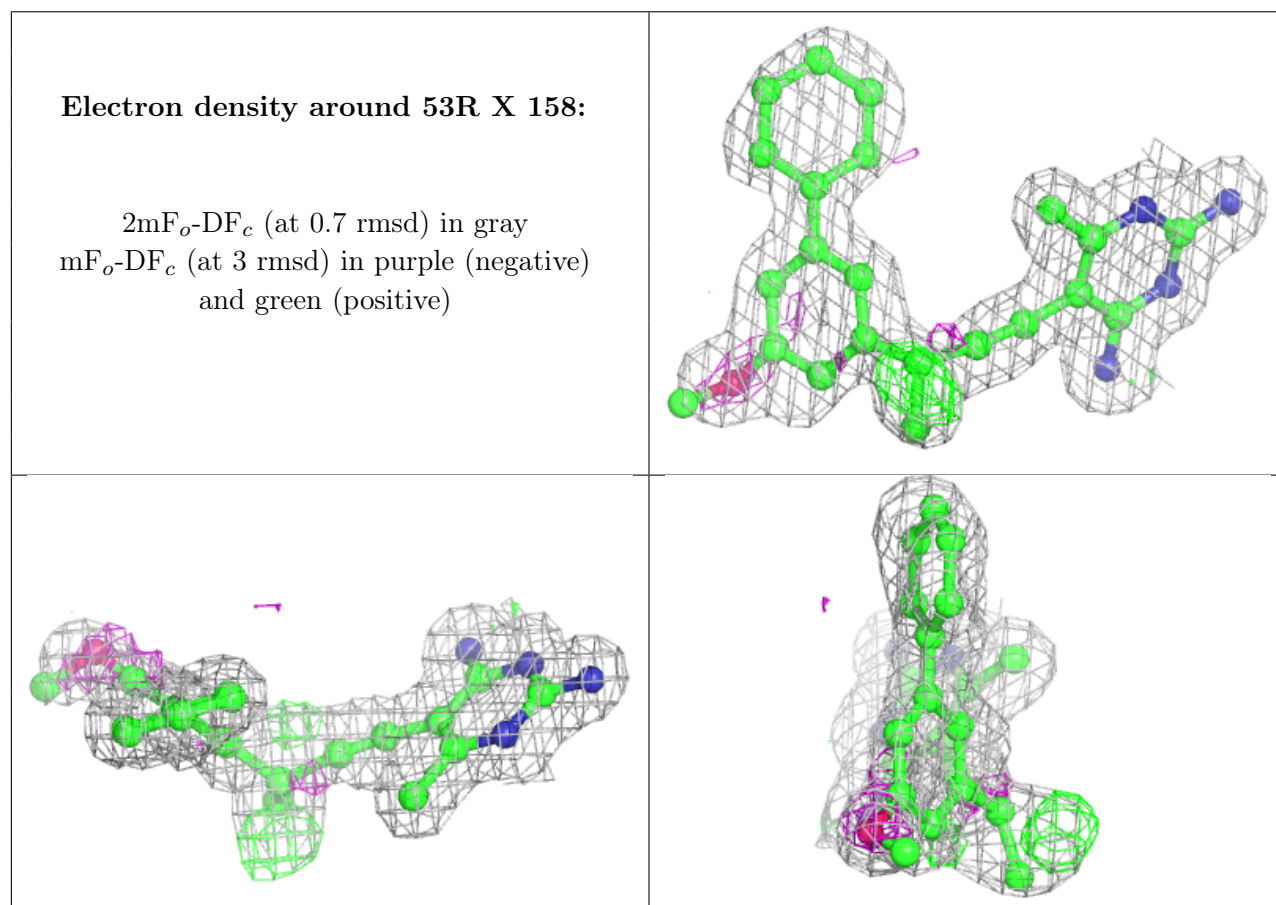 Electron density around 53R X 158:
2mFₒ-DF𝒸 (at 0.7 rmsd) in gray
mFₒ-DF𝒸 (at 3 rmsd) in purple (negative)
and green (positive)